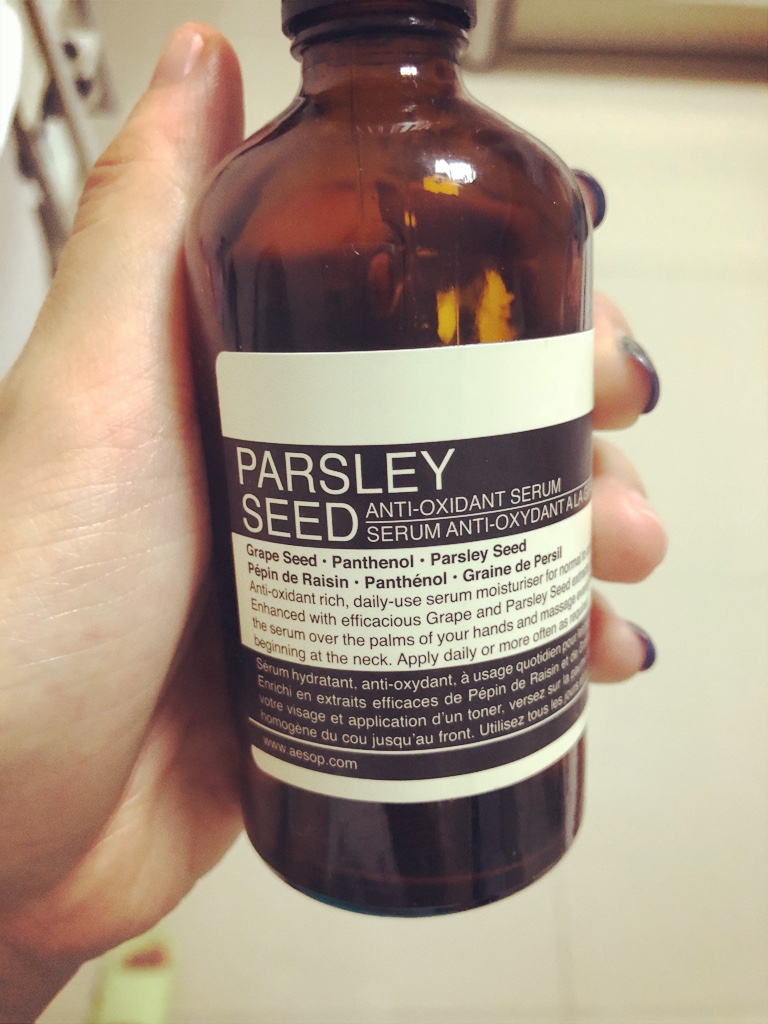 PARSLEY
SEED
ANTI-OXIDANT SERUM
SERUM ANTI-OXYDANT A LA
Grape Seed · Panthenol · Parsley Seed
Pépin de Raisin · Panthénol · Graine de Persil
Anti-oxidant rich, daily-use serum moisturiser for normal
Enhanced with efficacious Grape and Parsley Seed
the serum over the palms of your hands and massage
beginning at the neck. Apply daily or more often as
Sérum hydratant, anti-oxydant, à usage quotidien pour
Enrichi en extraits efficaces de Pépin de Raisin et de
votre visage et application d'un toner, versez sur la
homogène du cou jusqu'au front. Utilisez tous les jours
www.aesop.com